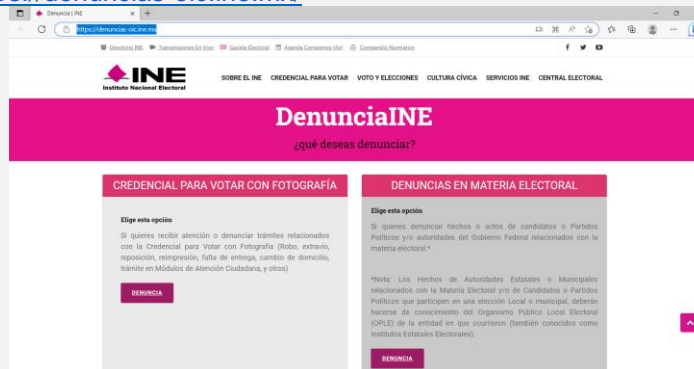 Denuncia | INE
https://denuncias-oic.ine.mx
Directorio INE Transmisiones En Vivo Gaceta Electoral Agenda Consejeros (As) Compendio Normativo
INE
Instituto Nacional Electoral
SOBRE EL INE CREDENCIAL PARA VOTAR VOTO Y ELECCIONES CULTURA CÍVICA SERVICIOS INE CENTRAL ELECTORAL
DenunciaINE
¿qué deseas denunciar?
CREDENCIAL PARA VOTAR CON FOTOGRAFÍA
Elige esta opción
Si quieres recibir atención o denunciar trámites relacionados
con la Credencial para Votar con Fotografía (Robo, extravío,
reposición, reimpresión, falta de entrega, cambio de domicilio,
trámite en Módulos de Atención Ciudadana, y otros)
DENUNCIA
DENUNCIAS EN MATERIA ELECTORAL
Elige esta opción
Si quieres denunciar hechos o actos de candidatos o Partidos
Políticos y/o autoridades del Gobierno Federal relacionados con la
materia electoral.*
*Nota: Los Hechos de Autoridades Estatales o Municipales
relacionados con la Materia Electoral y/o de Candidatos o Partidos
Políticos que participen en una elección Local o municipal, deberán
hacerse de conocimiento del Organismo Público Local Electoral
(OPLE) de la entidad en que ocurrieron (también conocidos como
Institutos Estatales Electorales).
DENUNCIA